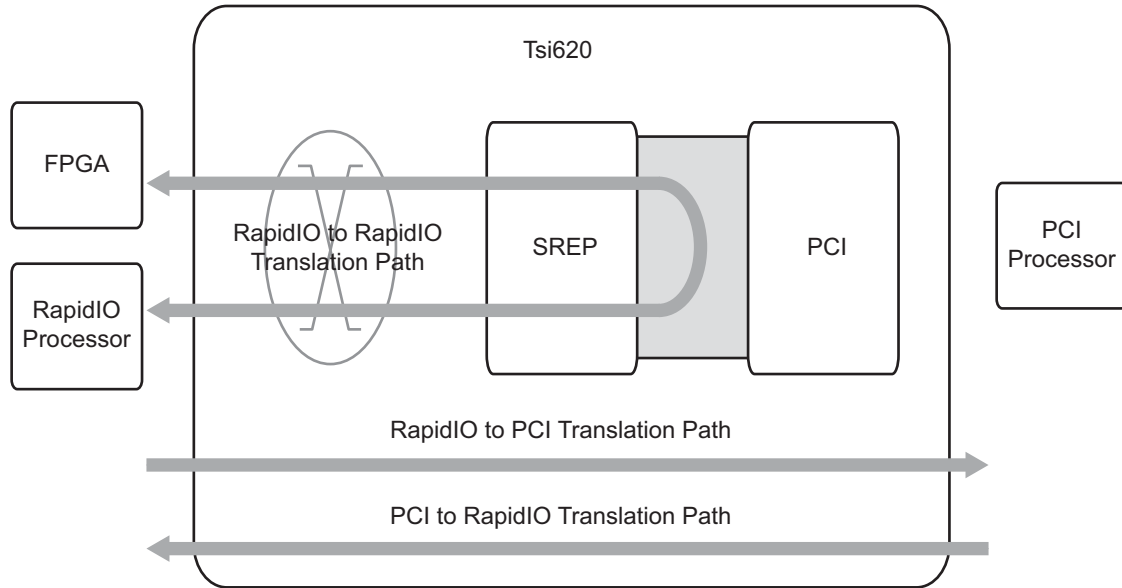 Tsi620
FPGA
RapidIO to RapidIO
Translation Path
SREP
PCI
PCI
Processor
RapidIO
Processor
RapidIO to PCI Translation Path
PCI to RapidIO Translation Path